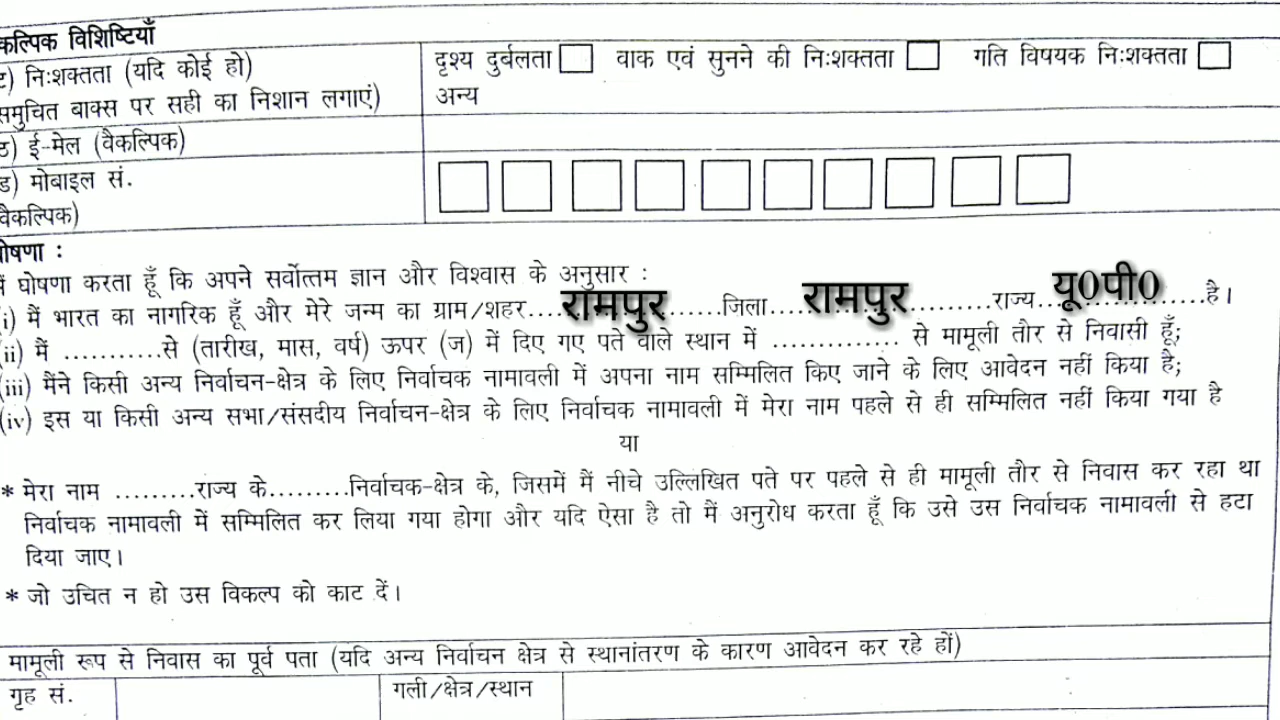 कल्पिक विशिष्टियाँ
ट) निःशक्तता (यदि कोई हो)
समुचित बाक्स पर सही का निशान लगाएं)
दृश्य दुर्बलता वाक एवं सुनने की निःशक्तता गति विषयक निःशक्तता
अन्य
ठ) ई-मेल (वैकल्पिक)
ड) मोबाइल सं.
वैकल्पिक)
घोषणा :
मैं घोषणा करता हूँ कि अपने सर्वोत्तम ज्ञान और विश्वास के अनुसार :
(i) मैं भारत का नागरिक हूँ और मेरे जन्म का ग्राम/शहर....रामपुर......जिला....रामपुर.........राज्य..यू0पी0.....है।
(ii) मैं ..........से (तारीख, मास, वर्ष) ऊपर (ज) में दिए गए पते वाले स्थान में .............. से मामूली तौर से निवासी हूँ;
(iii) मैंने किसी अन्य निर्वाचन-क्षेत्र के लिए निर्वाचक नामावली में अपना नाम सम्मिलित किए जाने के लिए आवेदन नहीं किया है;
(iv) इस या किसी अन्य सभा/संसदीय निर्वाचन-क्षेत्र के लिए निर्वाचक नामावली में मेरा नाम पहले से ही सम्मिलित नहीं किया गया है
या
* मेरा नाम .........राज्य के.........निर्वाचक-क्षेत्र के, जिसमें मैं नीचे उल्लिखित पते पर पहले से ही मामूली तौर से निवास कर रहा था
निर्वाचक नामावली में सम्मिलित कर लिया गया होगा और यदि ऐसा है तो मैं अनुरोध करता हूँ कि उसे उस निर्वाचक नामावली से हटा
दिया जाए।
* जो उचित न हो उस विकल्प को काट दें।
मामूली रूप से निवास का पूर्व पता (यदि अन्य निर्वाचन क्षेत्र से स्थानांतरण के कारण आवेदन कर रहे हों)
गृह सं. गली/क्षेत्र/स्थान